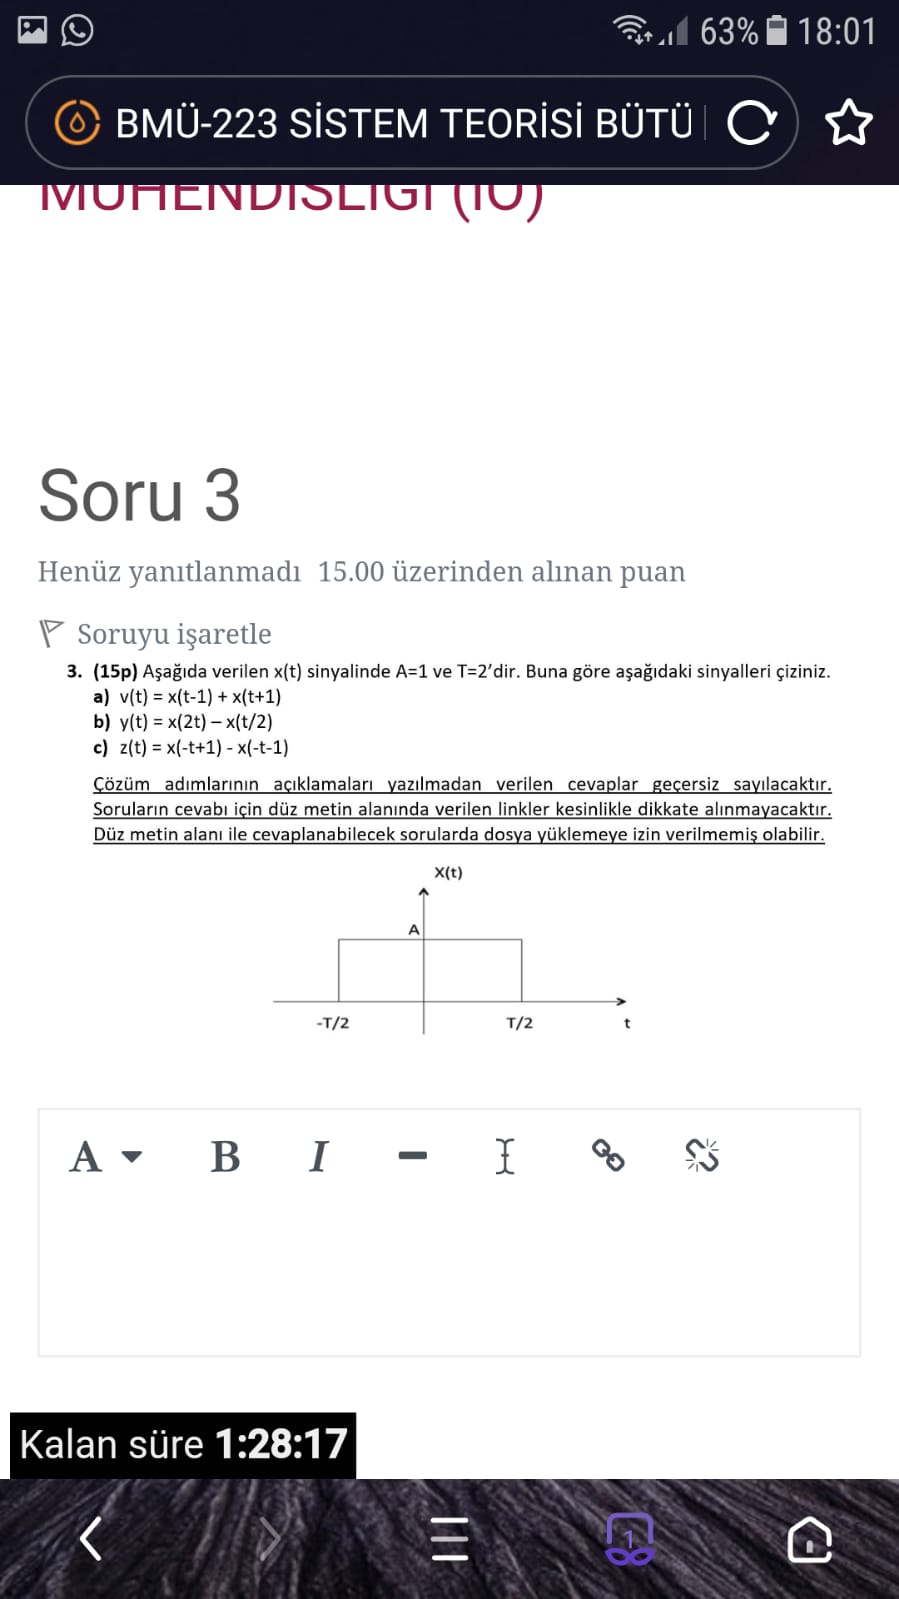 63% 18:01
BMÜ-223 SİSTEM TEORİSİ BÜTÜ
MÜHENDİSLİĞİ (İÖ)
Soru 3
Henüz yanıtlanmadı 15.00 üzerinden alınan puan
Soruyu işaretle
3. (15p) Aşağıda verilen x(t) sinyalinde A=1 ve T=2'dir. Buna göre aşağıdaki sinyalleri çiziniz.
a) v(t) = x(t-1) + x(t+1)
b) y(t) = x(2t) – x(t/2)
c) z(t) = x(-t+1) - x(-t-1)
Çözüm adımlarının açıklamaları yazılmadan verilen cevaplar geçersiz sayılacaktır.
Soruların cevabı için düz metin alanında verilen linkler kesinlikle dikkate alınmayacaktır.
Düz metin alanı ile cevaplanabilecek sorularda dosya yüklemeye izin verilmemiş olabilir.
X(t)
A
-T/2 T/2 t
A B I
Kalan süre 1:28:17
1